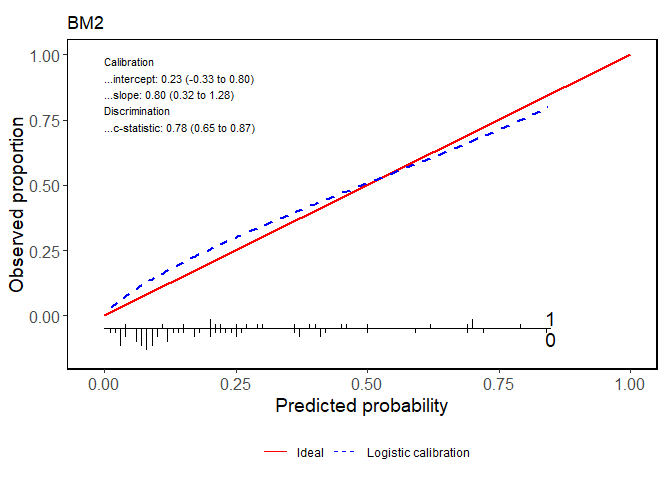 BM2
Calibration
...intercept: 0.23 (-0.33 to 0.80)
...slope: 0.80 (0.32 to 1.28)
Discrimination
...c-statistic: 0.78 (0.65 to 0.87)
Observed proportion
1.00
0.75
0.50
0.25
0.00
1
0
0.00 0.25 0.50 0.75 1.00
Predicted probability
Ideal Logistic calibration